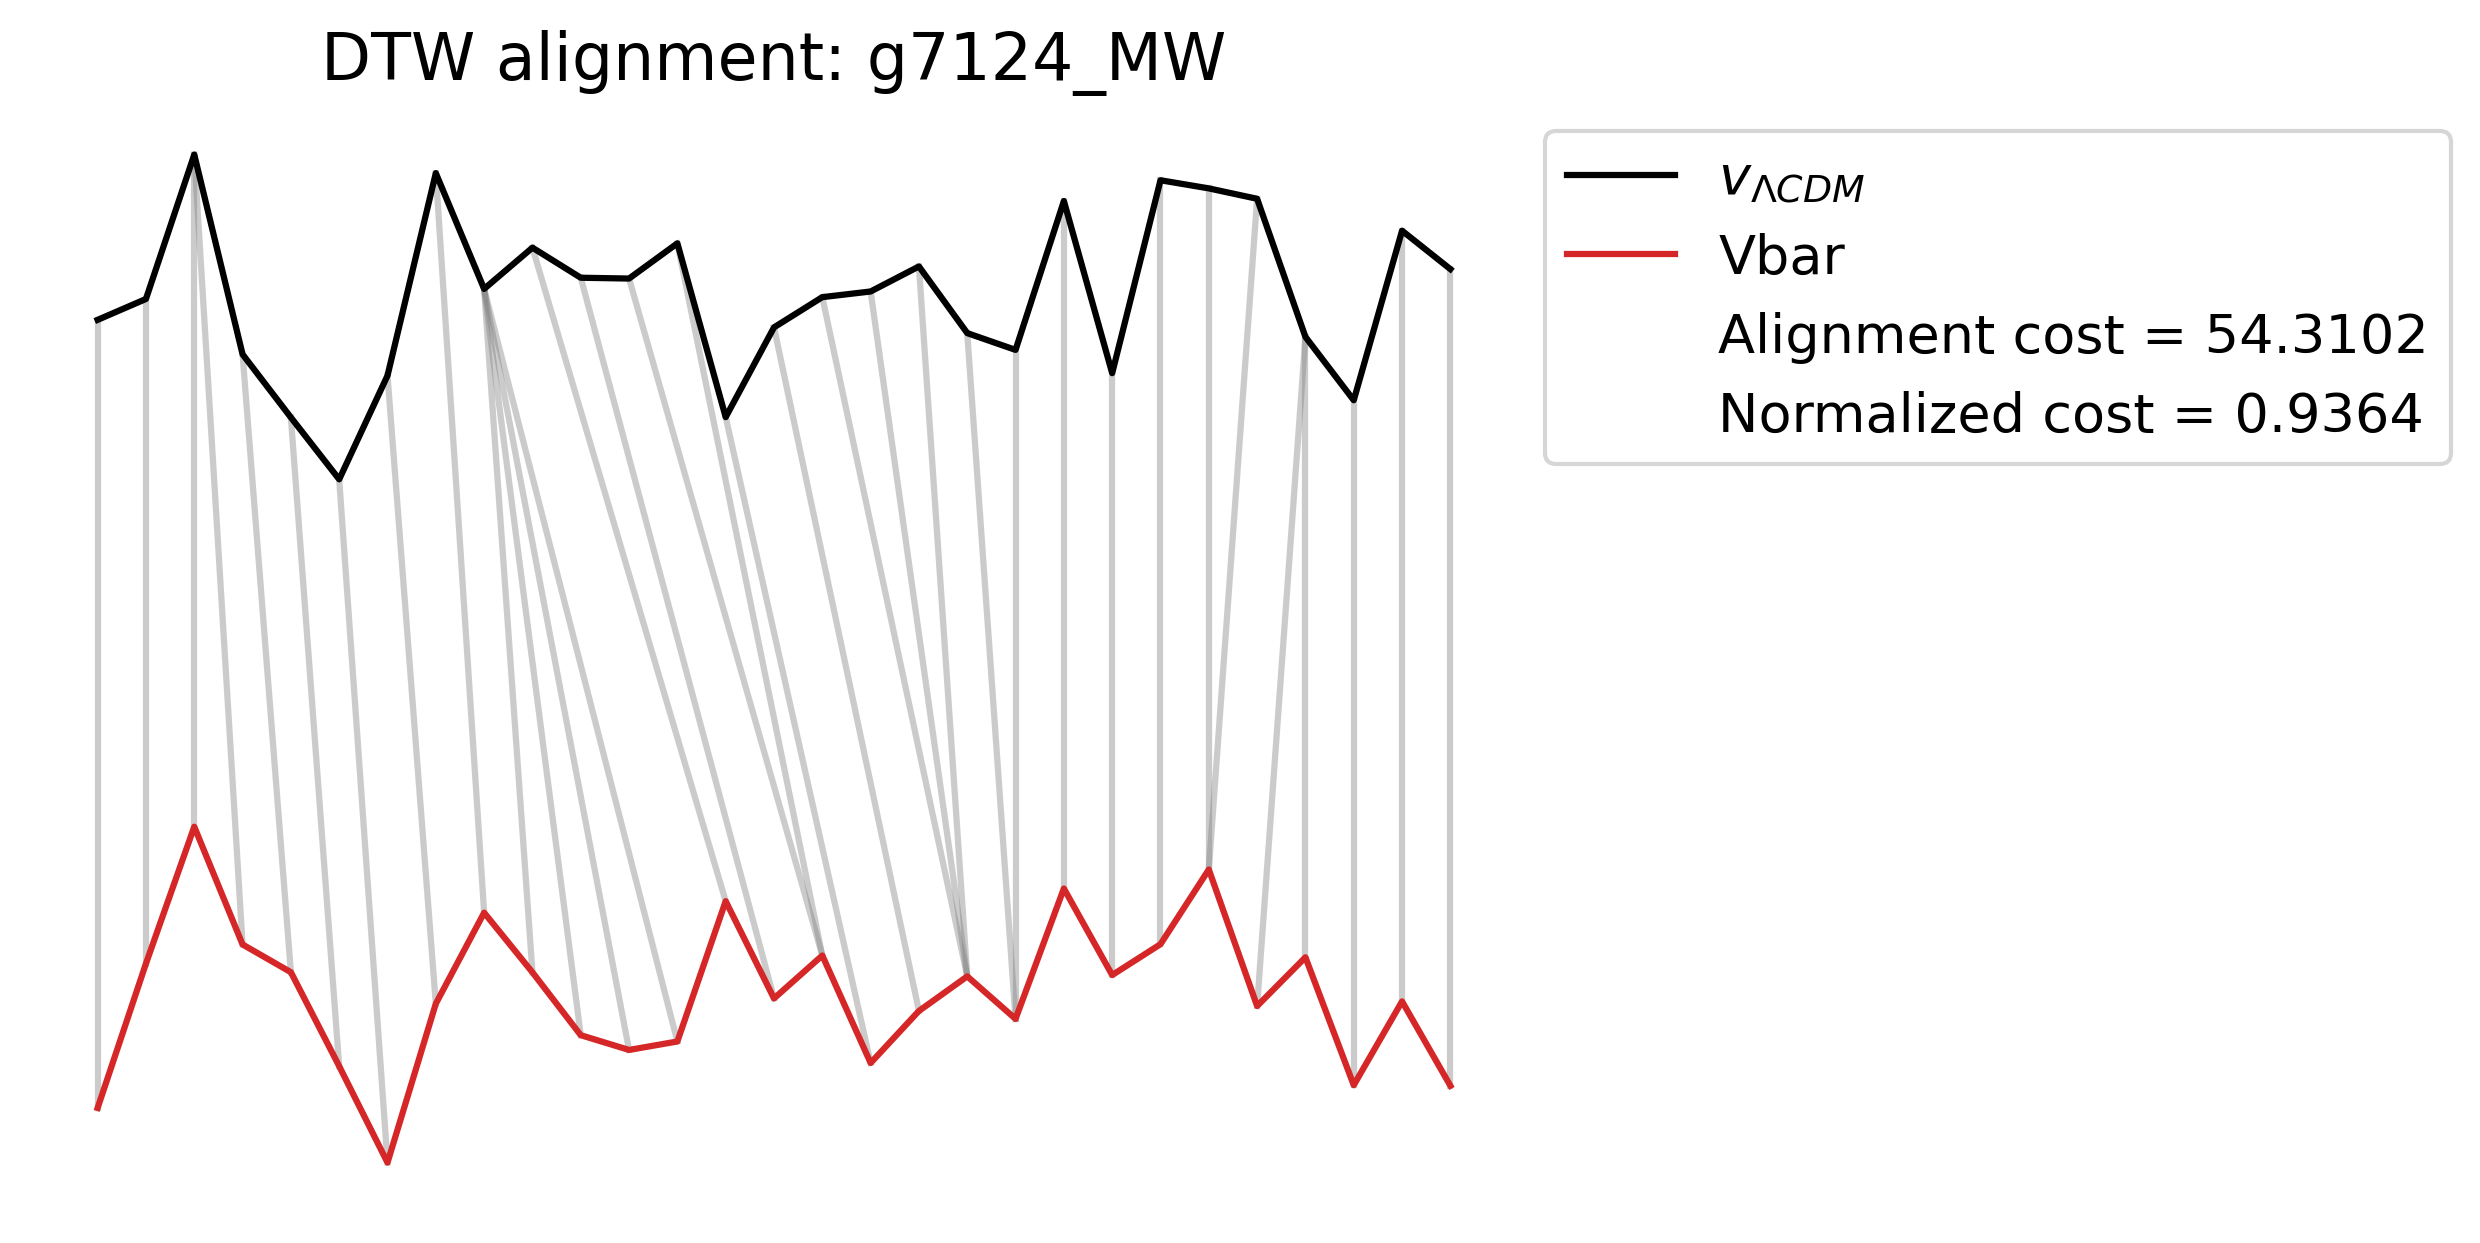 DTW alignment: g7124_MW
v_ΛCDM
Vbar
Alignment cost = 54.3102
Normalized cost = 0.9364